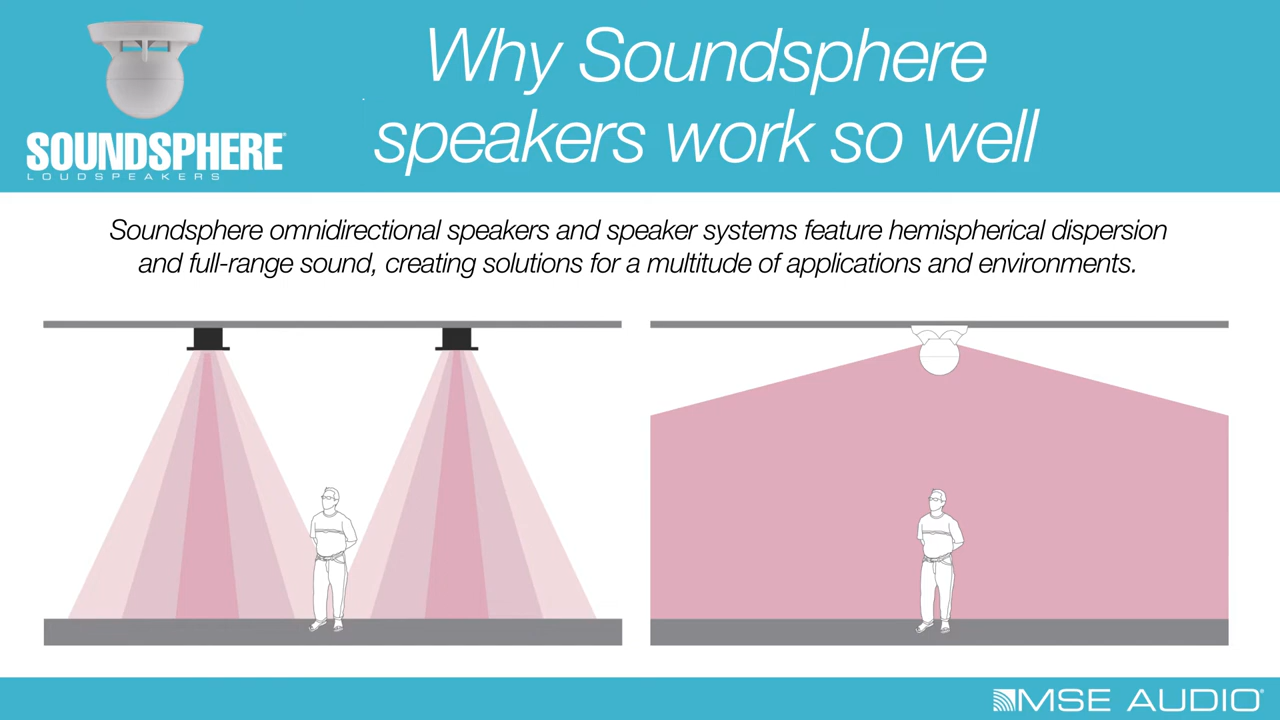 Why Soundsphere
speakers work so well
SOUNDSPHERE®
LOUDSPEAKERS
Soundsphere omnidirectional speakers and speaker systems feature hemispherical dispersion
and full-range sound, creating solutions for a multitude of applications and environments.
MSE AUDIO®